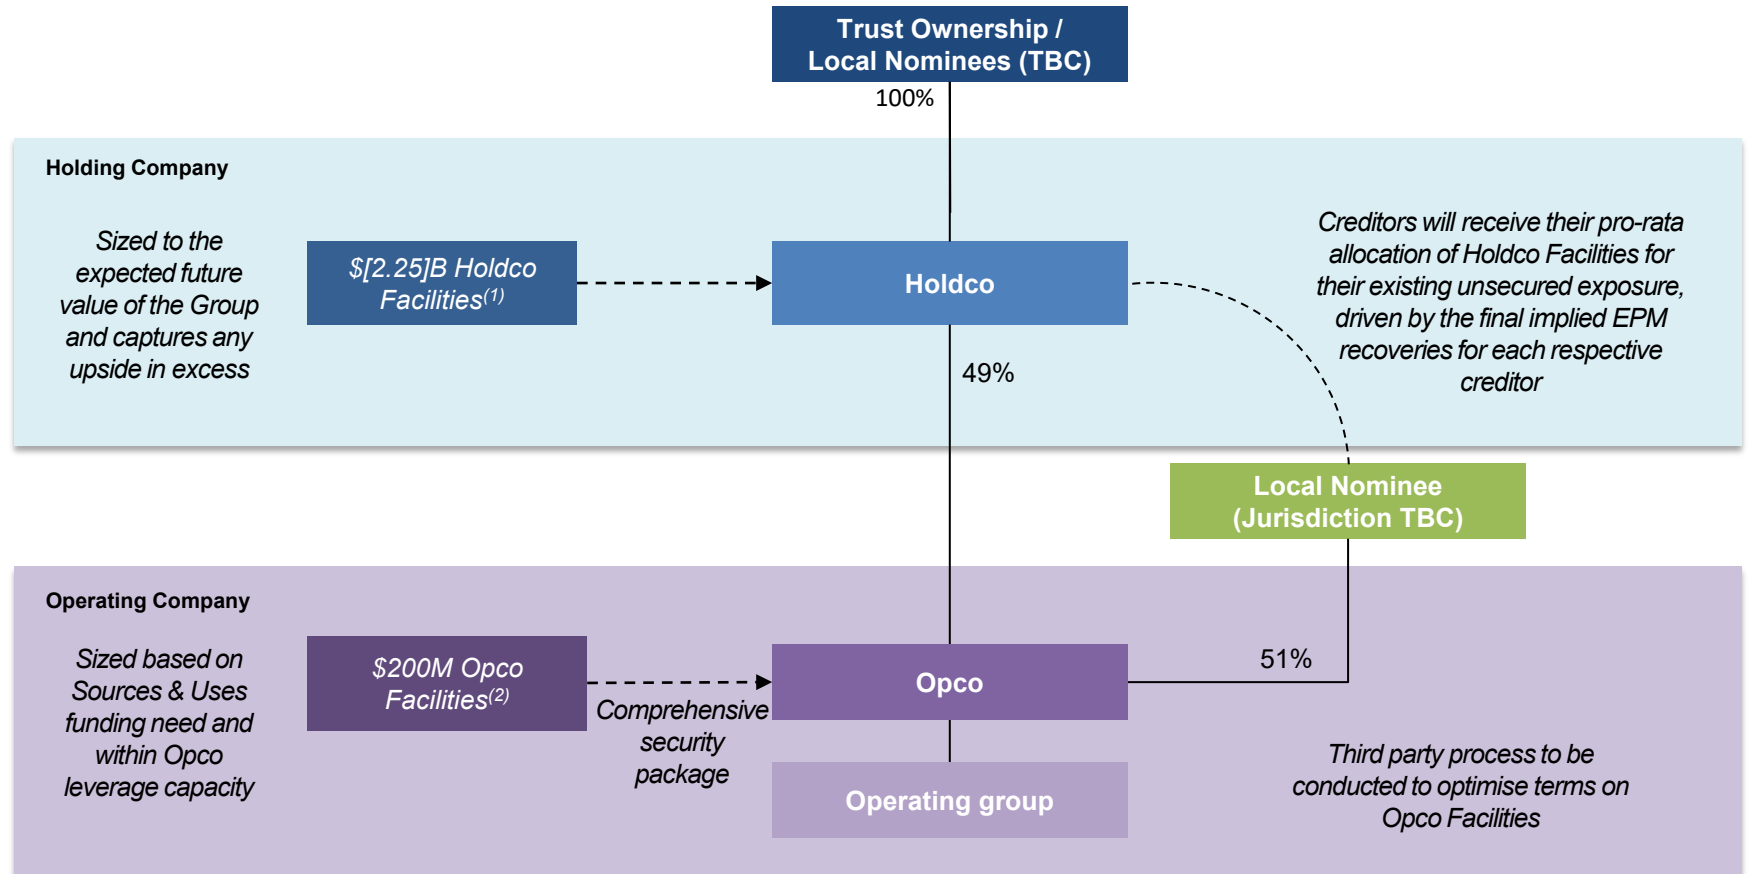 Trust Ownership /
Local Nominees (TBC)
100%
Holding Company
Sized to the
expected future
value of the Group
and captures any
upside in excess
$[2.25]B Holdco
Facilities(1)
Holdco
Creditors will receive their pro-rata
allocation of Holdco Facilities for
their existing unsecured exposure,
driven by the final implied EPM
recoveries for each respective
creditor
49%
Local Nominee
(Jurisdiction TBC)
Operating Company
Sized based on
Sources & Uses
funding need and
within Opco
leverage capacity
$200M Opco
Facilities(2)
Comprehensive
security
package
Opco
51%
Operating group
Third party process to be
conducted to optimise terms on
Opco Facilities